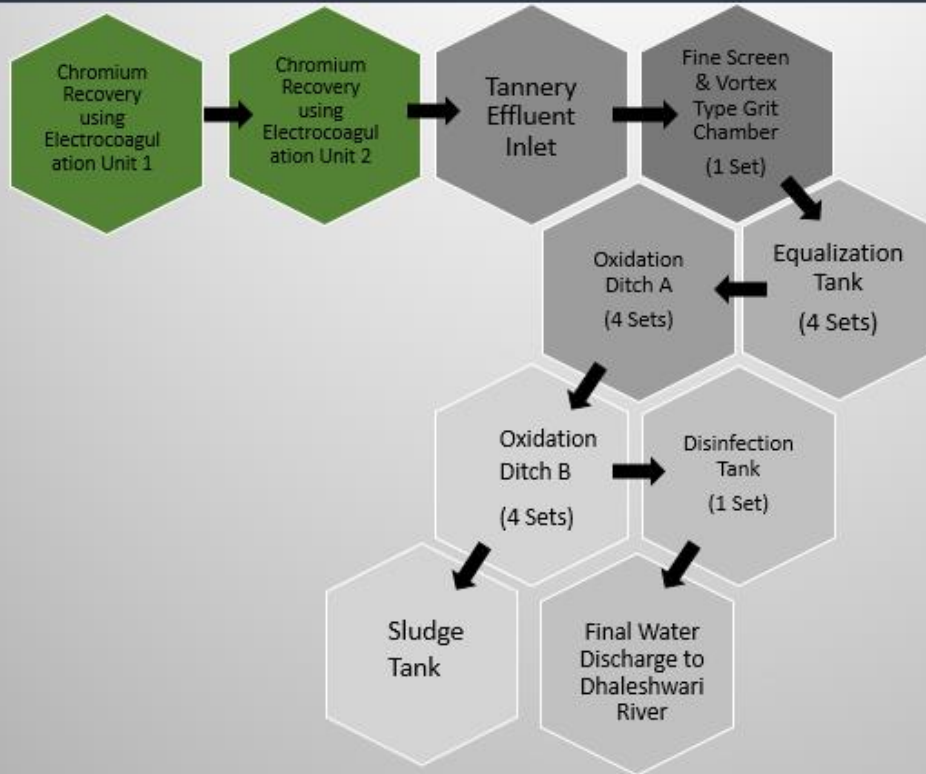 Chromium
Recovery
using
Electrocoagul
ation Unit 1
Chromium
Recovery
using
Electrocoagul
ation Unit 2
Tannery
Effluent
Inlet
Fine Screen
& Vortex
Type Grit
Chamber
(1 Set)
Equalization
Tank
(4 Sets)
Oxidation
Ditch A
(4 Sets)
Oxidation
Ditch B
(4 Sets)
Disinfection
Tank
(1 Set)
Sludge
Tank
Final Water
Discharge to
Dhaleshwari
River